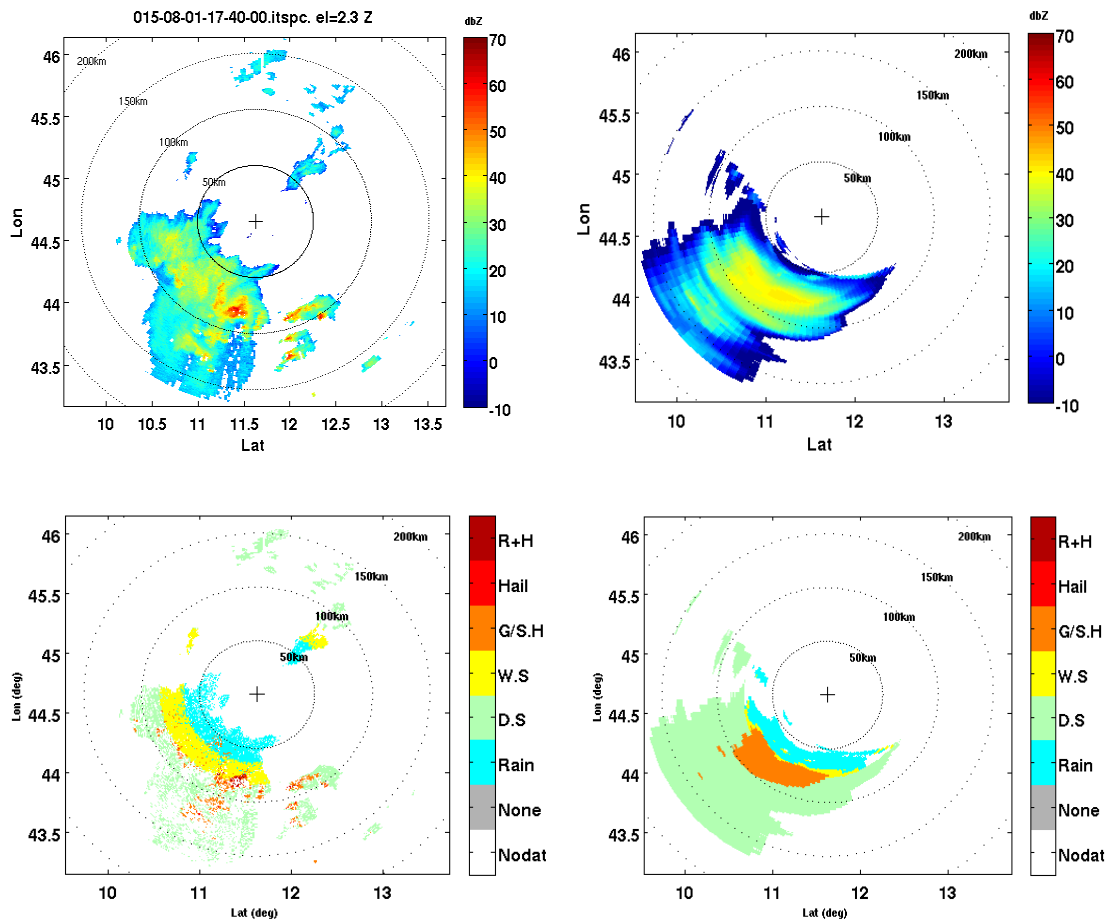 015-08-01-17-40-00.itspc. el=2.3 Z
dbZ
dbZ
46
45.5
45
44.5
44
43.5
Lon
10
10.5
11
11.5
12
12.5
13
13.5
Lat
200km
150km
100km
50km
70
60
50
40
30
20
10
0
-10
46
45.5
45
44.5
44
43.5
Lon
10
11
12
13
Lat
200km
150km
100km
50km
70
60
50
40
30
20
10
0
-10
46
45.5
45
44.5
44
43.5
Lon (deg)
10
11
12
13
Lat (deg)
200km
150km
100km
50km
R+H
Hail
G/S.H
W.S
D.S
Rain
None
Nodat
46
45.5
45
44.5
44
43.5
Lon (deg)
10
11
12
13
Lat (deg)
200km
150km
100km
50km
R+H
Hail
G/S.H
W.S
D.S
Rain
None
Nodat